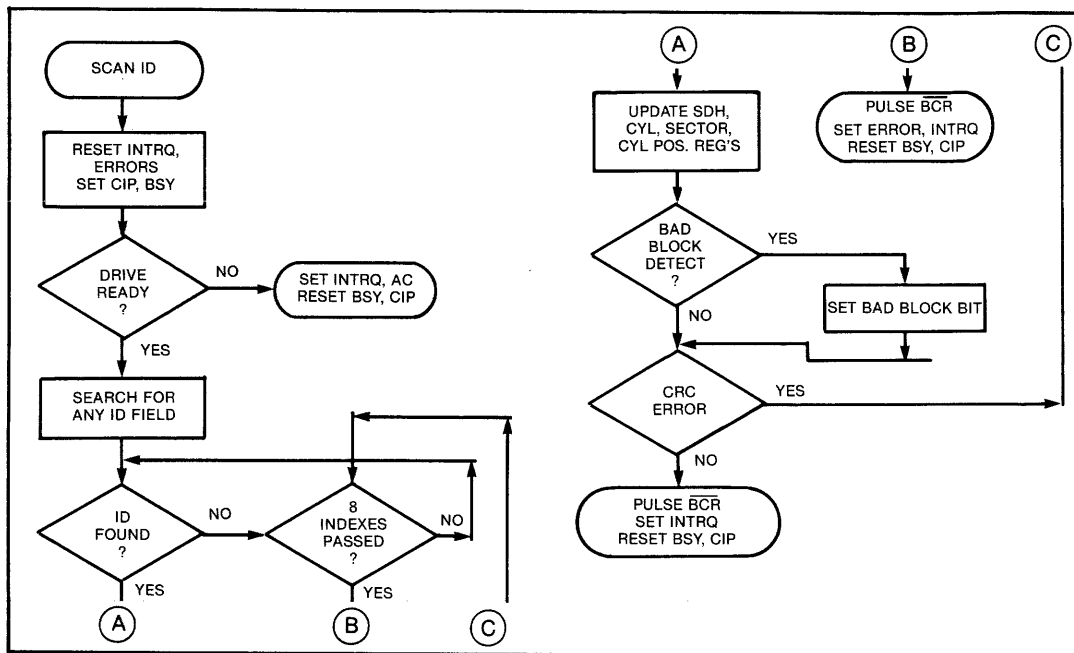 SCAN ID
RESET INTRQ,
ERRORS
SET CIP, BSY
DRIVE
READY
?
NO
SET INTRQ, AC
RESET BSY, CIP
YES
SEARCH FOR
ANY ID FIELD
ID
FOUND
?
NO
8
INDEXES
PASSED
?
NO
YES
YES
A
B
C
A
B
C
UPDATE SDH,
CYL, SECTOR,
CYL POS. REG'S
PULSE BCR
SET ERROR, INTRQ
RESET BSY, CIP
BAD
BLOCK
DETECT
?
YES
SET BAD BLOCK BIT
NO
CRC
ERROR
YES
NO
PULSE BCR
SET INTRQ
RESET BSY, CIP